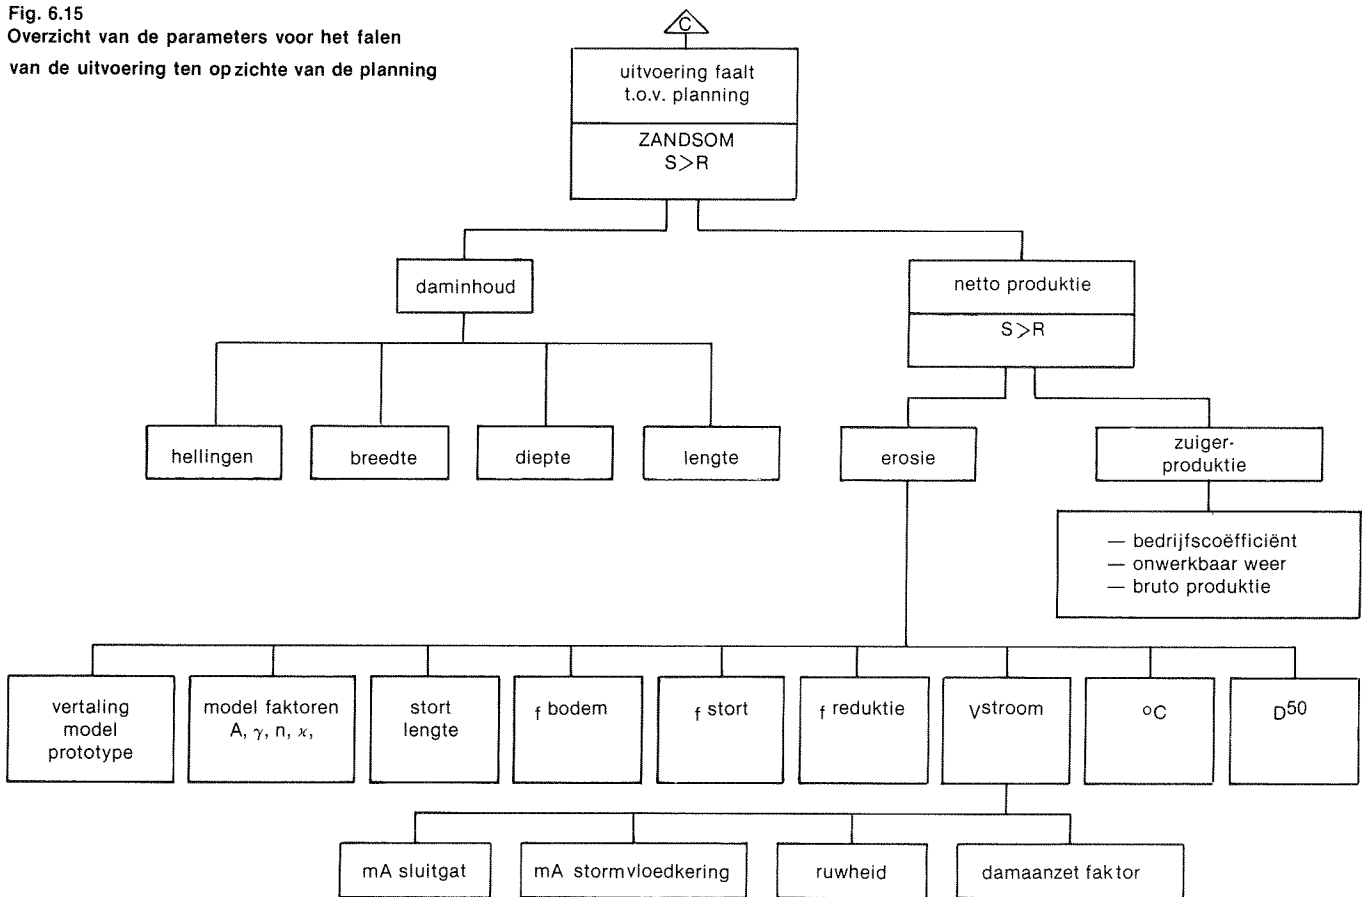 Fig. 6.15
Overzicht van de parameters voor het falen
van de uitvoering ten opzichte van de planning
C
uitvoering faalt
t.o.v. planning
ZANDSOM
S>R
daminhoud
netto produktie
S>R
hellingen
breedte
diepte
lengte
erosie
zuiger-
produktie
— bedrijfscoëfficiënt
— onwerkbaar weer
— bruto produktie
vertaling
model
prototype
model faktoren
A, γ, n, ϰ,
stort
lengte
f bodem
f stort
f reduktie
vstroom
°C
D50
mA sluitgat
mA stormvloedkering
ruwheid
damaanzet faktor